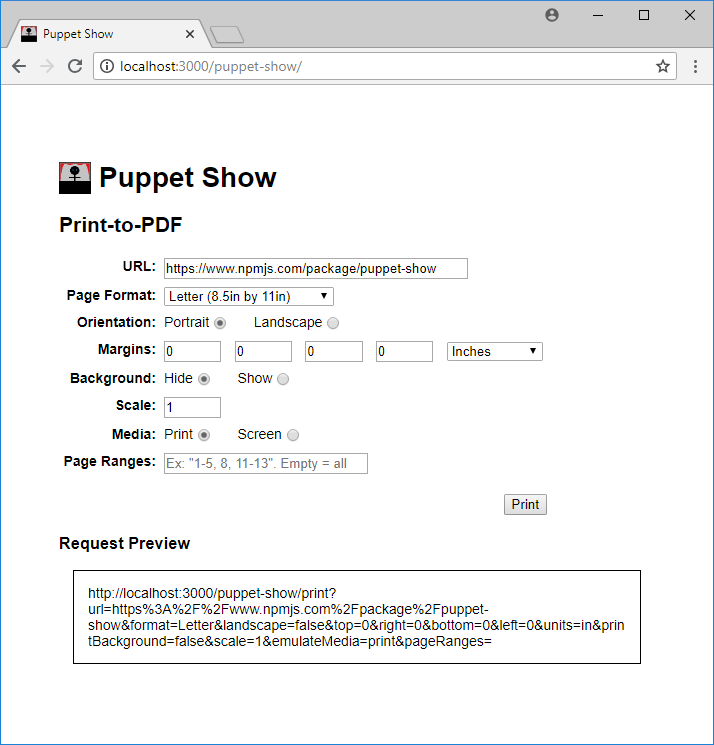 Puppet Show
localhost:3000/puppet-show/
Puppet Show
Print-to-PDF
URL: https://www.npmjs.com/package/puppet-show
Page Format: Letter (8.5in by 11in)
Orientation: Portrait Landscape
Margins: 0 0 0 0 Inches
Background: Hide Show
Scale: 1
Media: Print Screen
Page Ranges: Ex: "1-5, 8, 11-13". Empty = all
Print
Request Preview
http://localhost:3000/puppet-show/print?
url=https%3A%2F%2Fwww.npmjs.com%2Fpackage%2Fpuppet-
show&format=Letter&landscape=false&top=0&right=0&bottom=0&left=0&units=in&prin
tBackground=false&scale=1&emulateMedia=print&pageRanges=